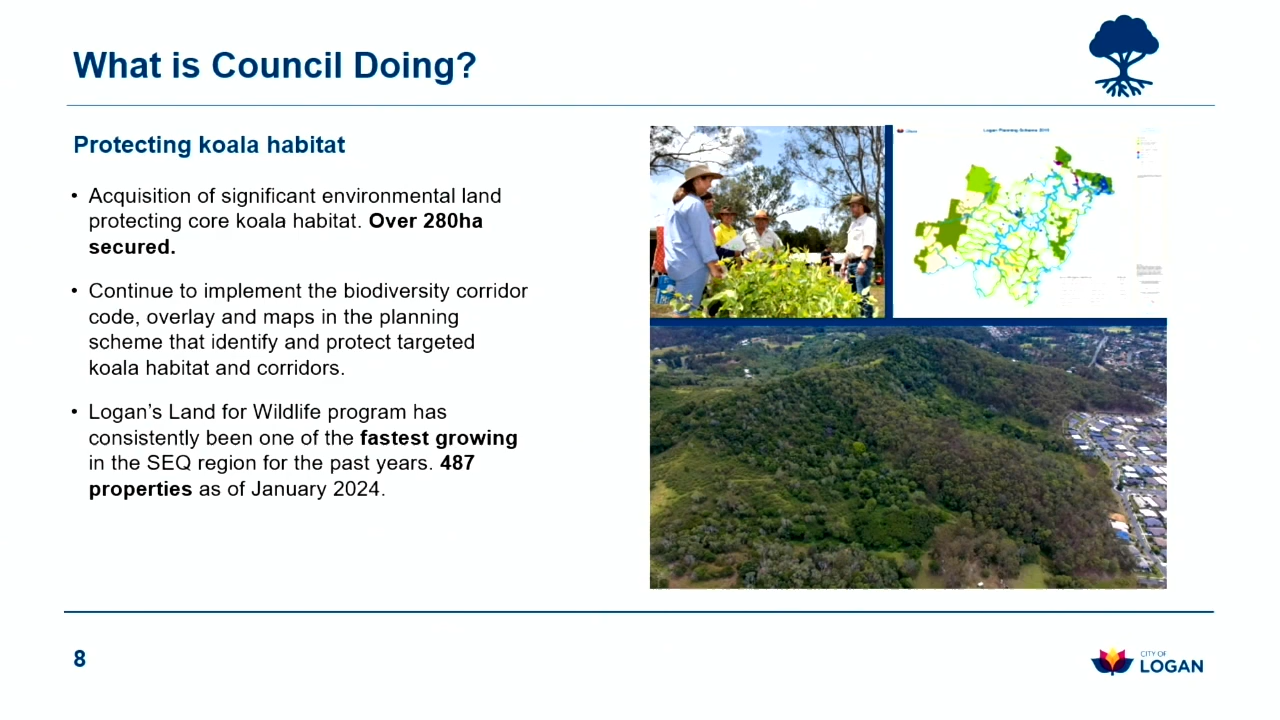 What is Council Doing?
Protecting koala habitat
• Acquisition of significant environmental land
protecting core koala habitat. Over 280ha
secured.
• Continue to implement the biodiversity corridor
code, overlay and maps in the planning
scheme that identify and protect targeted
koala habitat and corridors.
• Logan’s Land for Wildlife program has
consistently been one of the fastest growing
in the SEQ region for the past years. 487
properties as of January 2024.
8
CITY OF
LOGAN